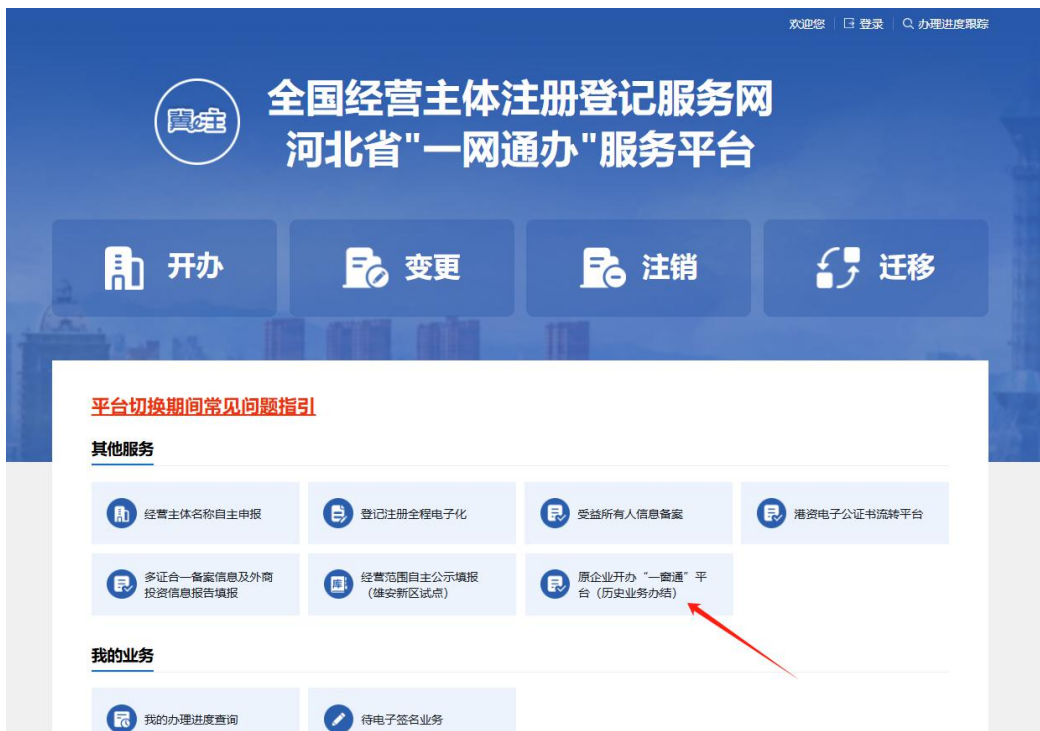 欢迎您 登录 办理进度跟踪
冀e注
全国经营主体注册登记服务网
河北省"一网通办"服务平台
开办 变更 注销 迁移
平台切换期间常见问题指引
其他服务
经营主体名称自主申报
登记注册全程电子化
受益所有人信息备案
港资电子公证书流转平台
多证合一备案信息及外商
投资信息报告填报
库
经营范围自主公示填报
（雄安新区试点）
原企业开办“一窗通”平
台（历史业务办结）
我的业务
我的办理进度查询
待电子签名业务